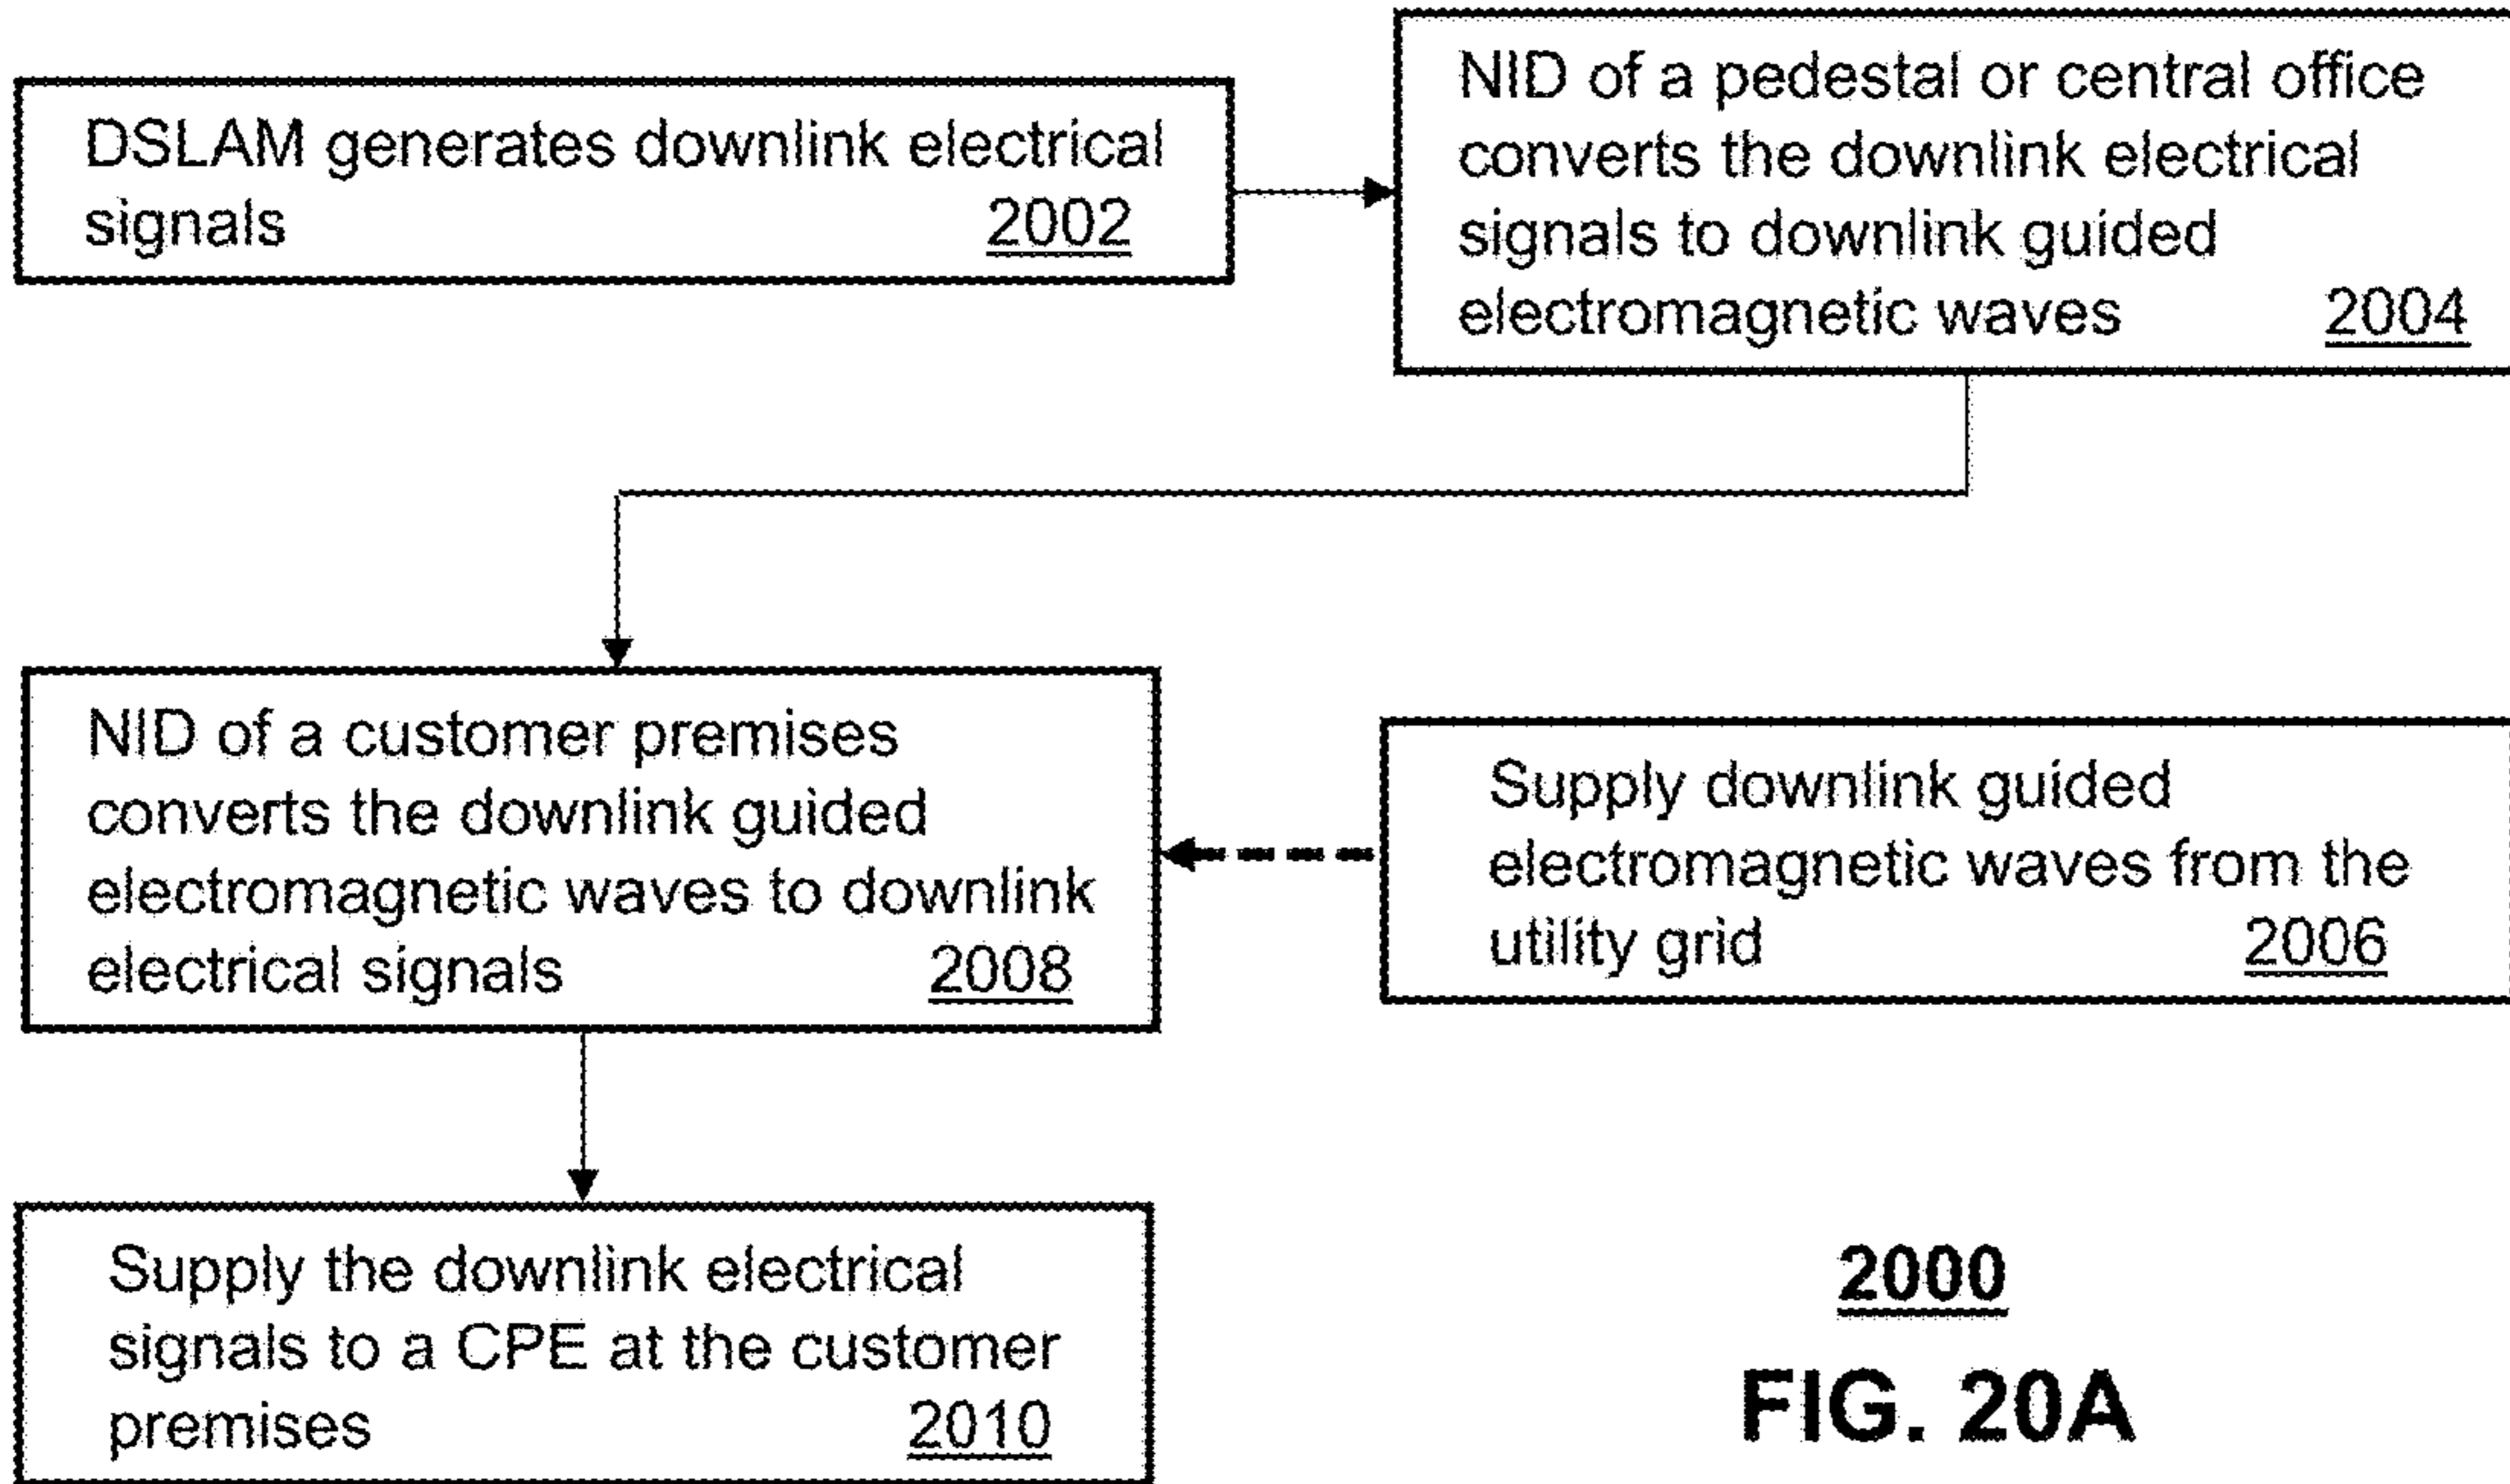 DSLAM generates downlink electrical
signals 2002
NID of a pedestal or central office
converts the downlink electrical
signals to downlink guided
electromagnetic waves 2004
NID of a customer premises
converts the downlink guided
electromagnetic waves to downlink
electrical signals 2008
Supply downlink guided
electromagnetic waves from the
utility grid 2006
Supply the downlink electrical
signals to a CPE at the customer
premises 2010
2000
FIG. 20A